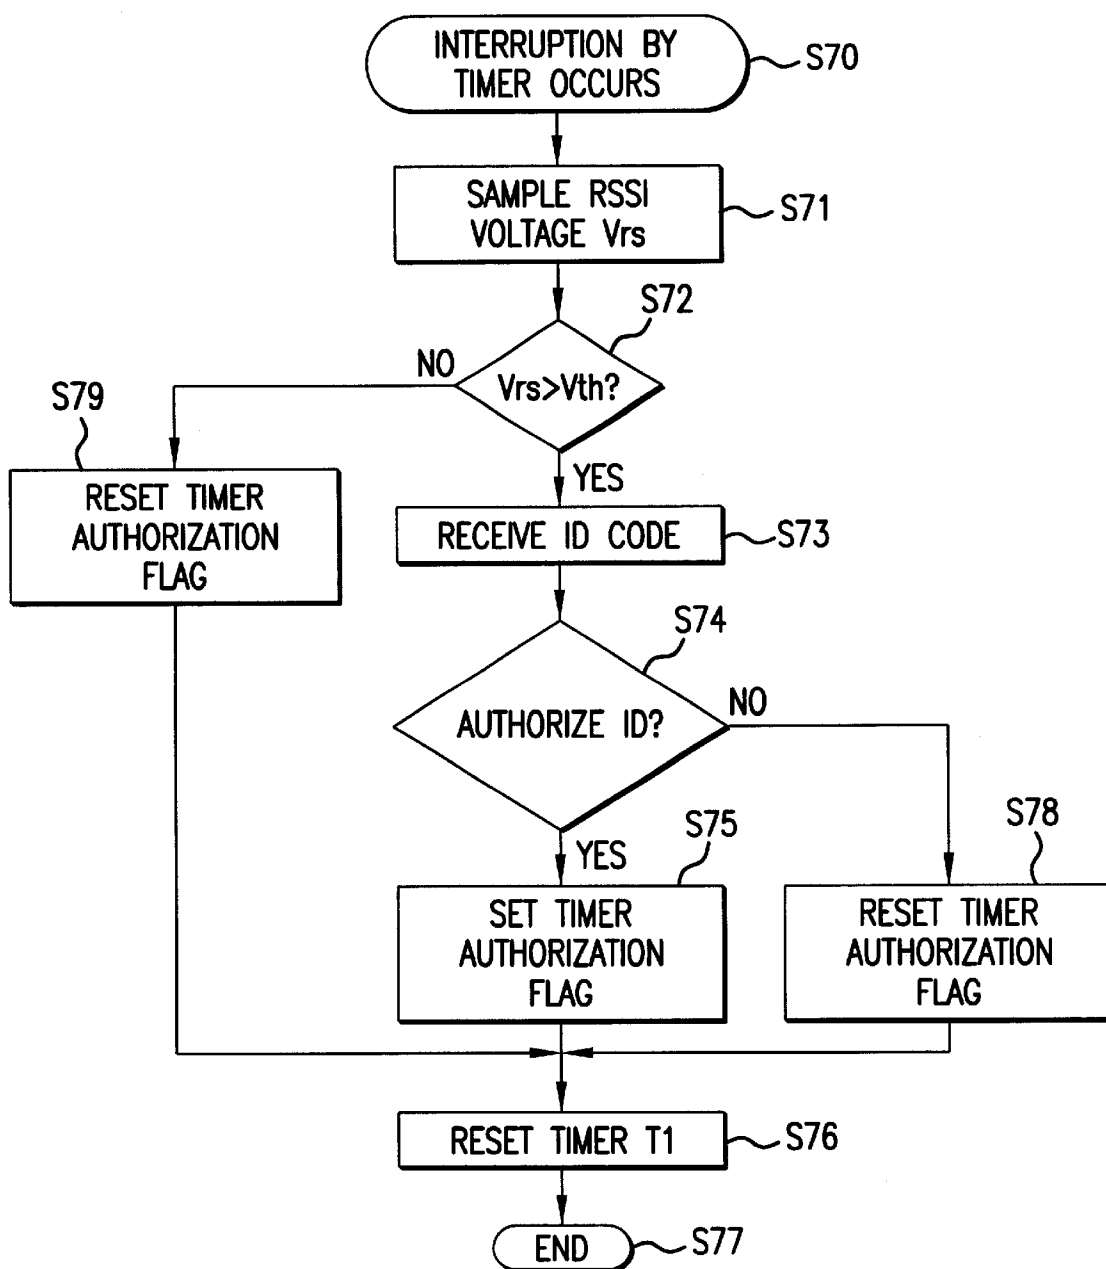 INTERRUPTION BY
TIMER OCCURS
S70
SAMPLE RSSI
VOLTAGE Vrs
S71
S72
Vrs>Vth?
NO
YES
S79
RESET TIMER
AUTHORIZATION
FLAG
RECEIVE ID CODE
S73
S74
AUTHORIZE ID?
NO
YES
S75
SET TIMER
AUTHORIZATION
FLAG
S78
RESET TIMER
AUTHORIZATION
FLAG
RESET TIMER T1
S76
END
S77